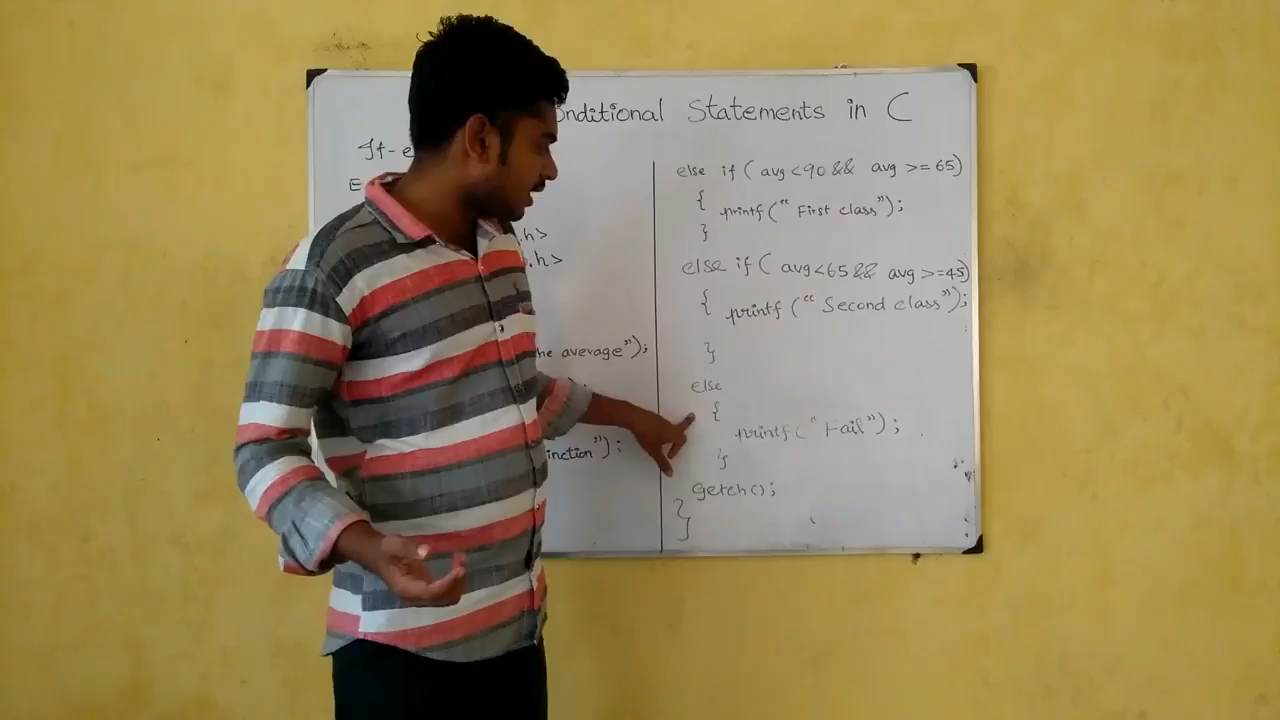 onditional Statements in C
If-e
E
.h>
.h>
he average");
inction");
else if ( avg <90 && avg >= 65)
{ printf(" First class");
}
else if ( avg <65 && avg >=45)
{ printf (" Second class");
}
else
{
printf(" Fail");
}
getch();
}